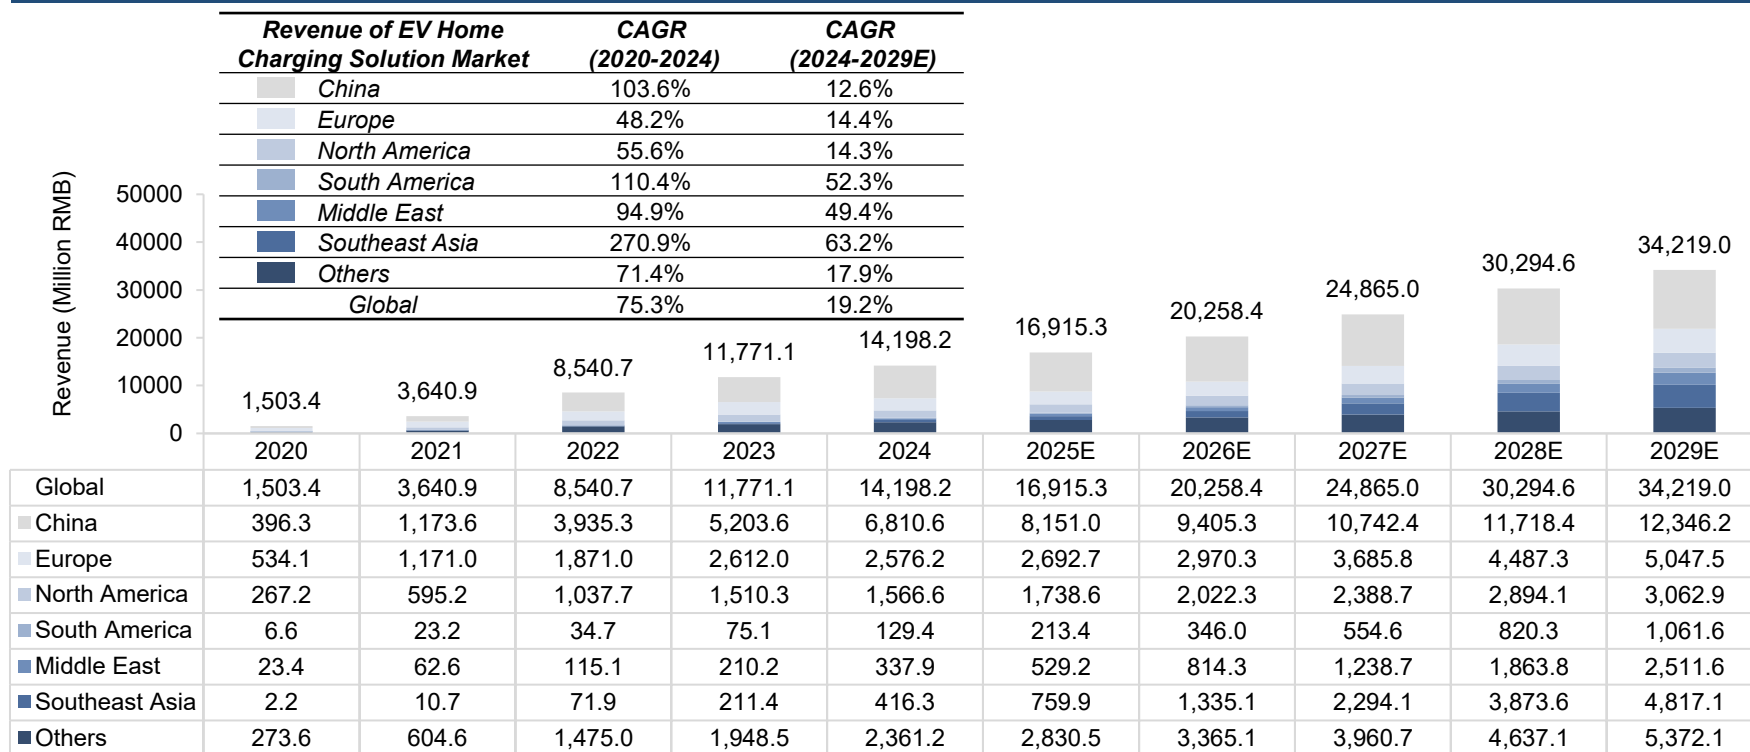 Revenue of EV Home Charging Solution Market CAGR (2020-2024) CAGR (2024-2029E)
China 103.6% 12.6%
Europe 48.2% 14.4%
North America 55.6% 14.3%
South America 110.4% 52.3%
Middle East 94.9% 49.4%
Southeast Asia 270.9% 63.2%
Others 71.4% 17.9%
Global 75.3% 19.2%
Revenue (Million RMB)
50000
40000
30000
20000
10000
0
1,503.4 3,640.9 8,540.7 11,771.1 14,198.2 16,915.3 20,258.4 24,865.0 30,294.6 34,219.0
2020 2021 2022 2023 2024 2025E 2026E 2027E 2028E 2029E
Global 1,503.4 3,640.9 8,540.7 11,771.1 14,198.2 16,915.3 20,258.4 24,865.0 30,294.6 34,219.0
China 396.3 1,173.6 3,935.3 5,203.6 6,810.6 8,151.0 9,405.3 10,742.4 11,718.4 12,346.2
Europe 534.1 1,171.0 1,871.0 2,612.0 2,576.2 2,692.7 2,970.3 3,685.8 4,487.3 5,047.5
North America 267.2 595.2 1,037.7 1,510.3 1,566.6 1,738.6 2,022.3 2,388.7 2,894.1 3,062.9
South America 6.6 23.2 34.7 75.1 129.4 213.4 346.0 554.6 820.3 1,061.6
Middle East 23.4 62.6 115.1 210.2 337.9 529.2 814.3 1,238.7 1,863.8 2,511.6
Southeast Asia 2.2 10.7 71.9 211.4 416.3 759.9 1,335.1 2,294.1 3,873.6 4,817.1
Others 273.6 604.6 1,475.0 1,948.5 2,361.2 2,830.5 3,365.1 3,960.7 4,637.1 5,372.1